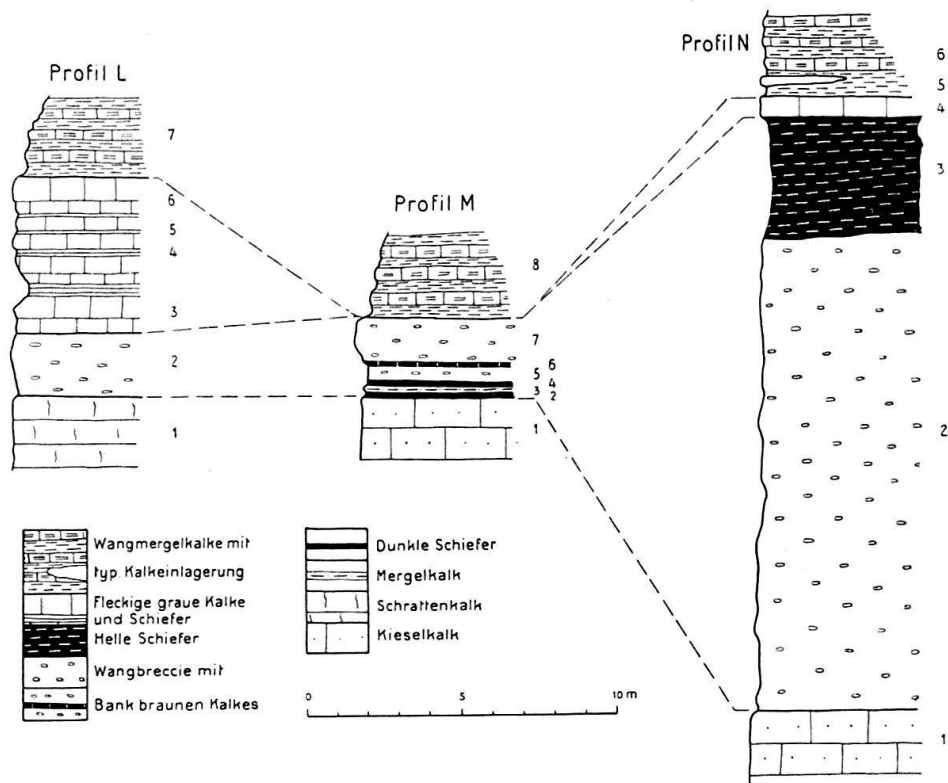 Profil L
7
6
5
4
3
2
1
Profil M
8
7
6
5
4
3
2
1
Profil N
6
5
4
3
2
1
Wangmergelkalke mit
typ. Kalkeinlagerung
Fleckige graue Kalke
und Schiefer
Helle Schiefer
Wangbreccie mit
Bank braunen Kalkes
Dunkle Schiefer
Mergelkalk
Schrattenkalk
Kieselkalk
0 5 10 m